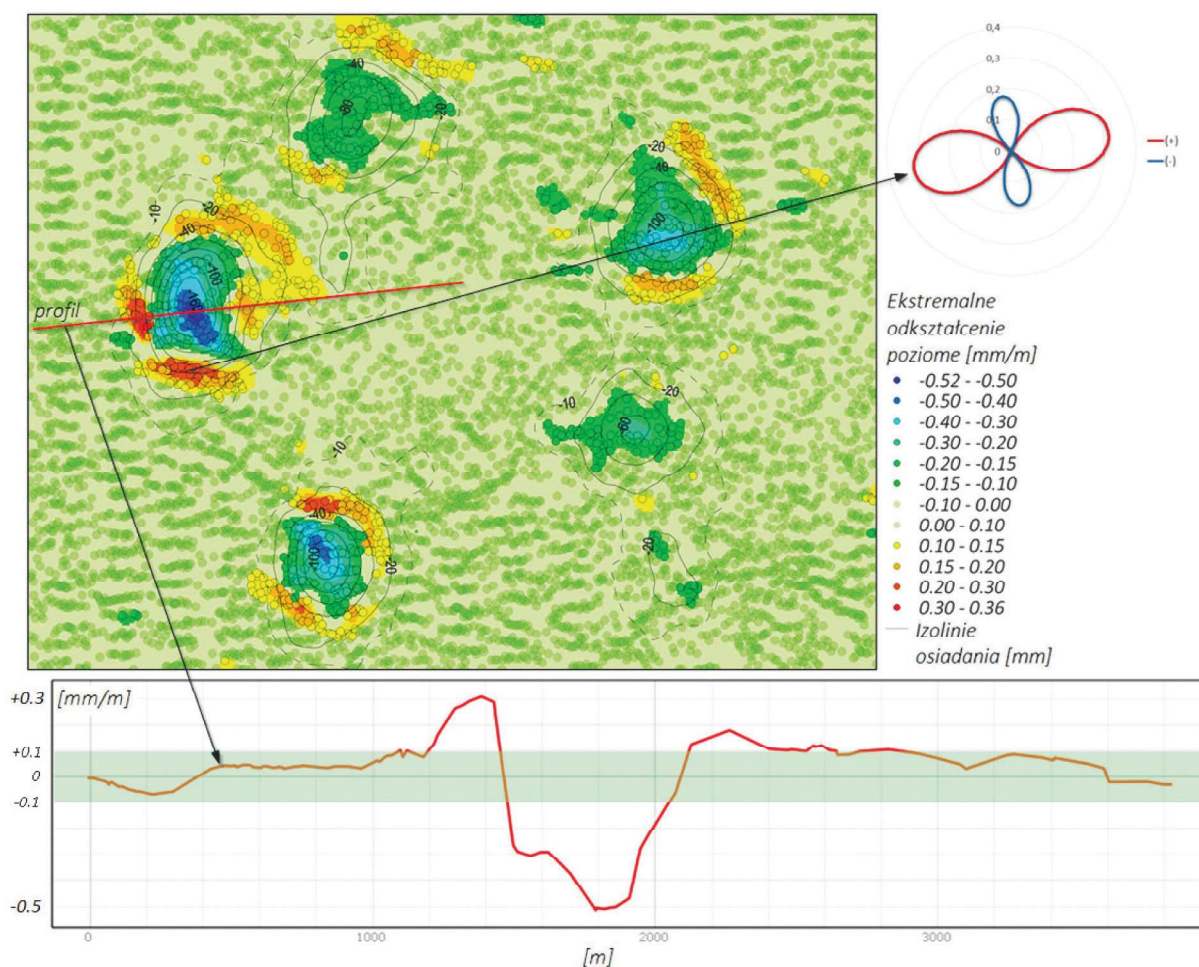 -40
-80
-20
-20
-40
-100
-10
-20
-40
-100
-160
profil
-20
-10
-60
-10
-40
-100
-20
-20
0,4
0,3
0,2
0,1
0
(+)
(-)
Ekstremalne
odkształcenie
poziome [mm/m]
-0.52 - -0.50
-0.50 - -0.40
-0.40 - -0.30
-0.30 - -0.20
-0.20 - -0.15
-0.15 - -0.10
-0.10 - 0.00
0.00 - 0.10
0.10 - 0.15
0.15 - 0.20
0.20 - 0.30
0.30 - 0.36
Izolinie
osiadania [mm]
[mm/m]
+0.3
+0.1
0
-0.1
-0.5
0
1000
2000
3000
[m]